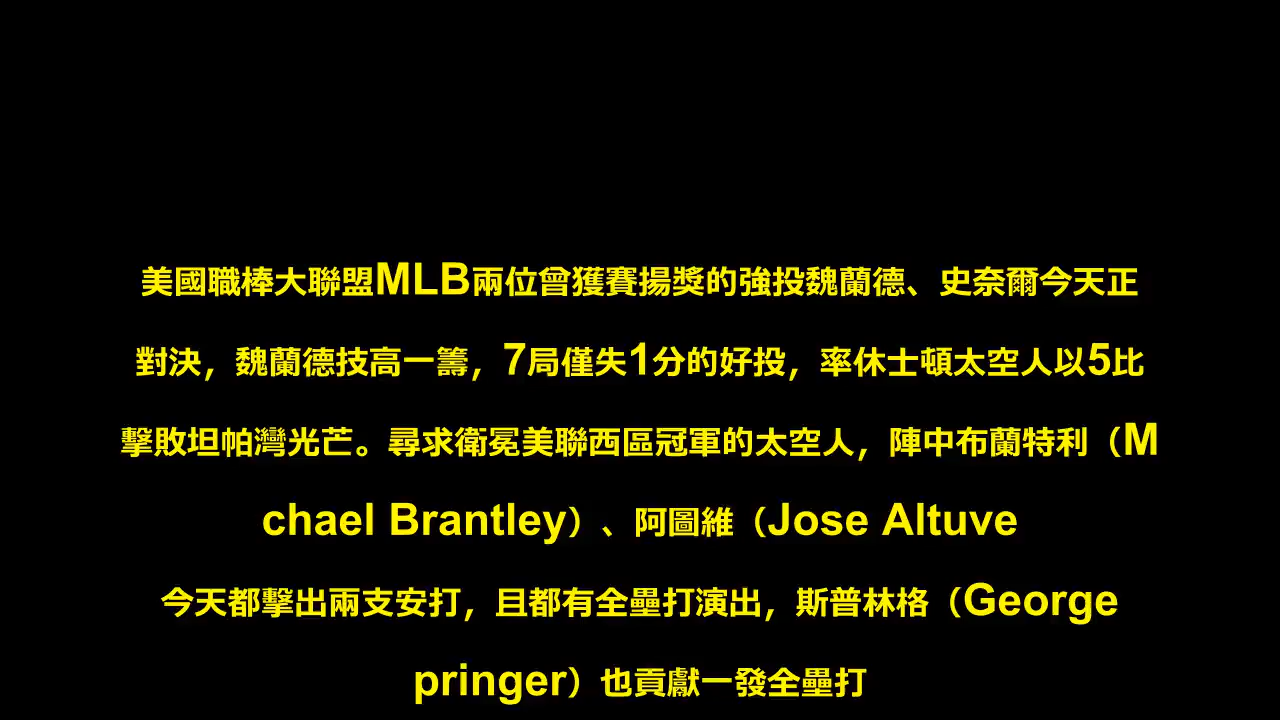 美國職棒大聯盟MLB兩位曾獲賽揚獎的強投魏蘭德、史奈爾今天正
對決，魏蘭德技高一籌，7局僅失1分的好投，率休士頓太空人以5比
擊敗坦帕灣光芒。尋求衛冕美聯西區冠軍的太空人，陣中布蘭特利（M
chael Brantley）、阿圖維（Jose Altuve
今天都擊出兩支安打，且都有全壘打演出，斯普林格（George
pringer）也貢獻一發全壘打